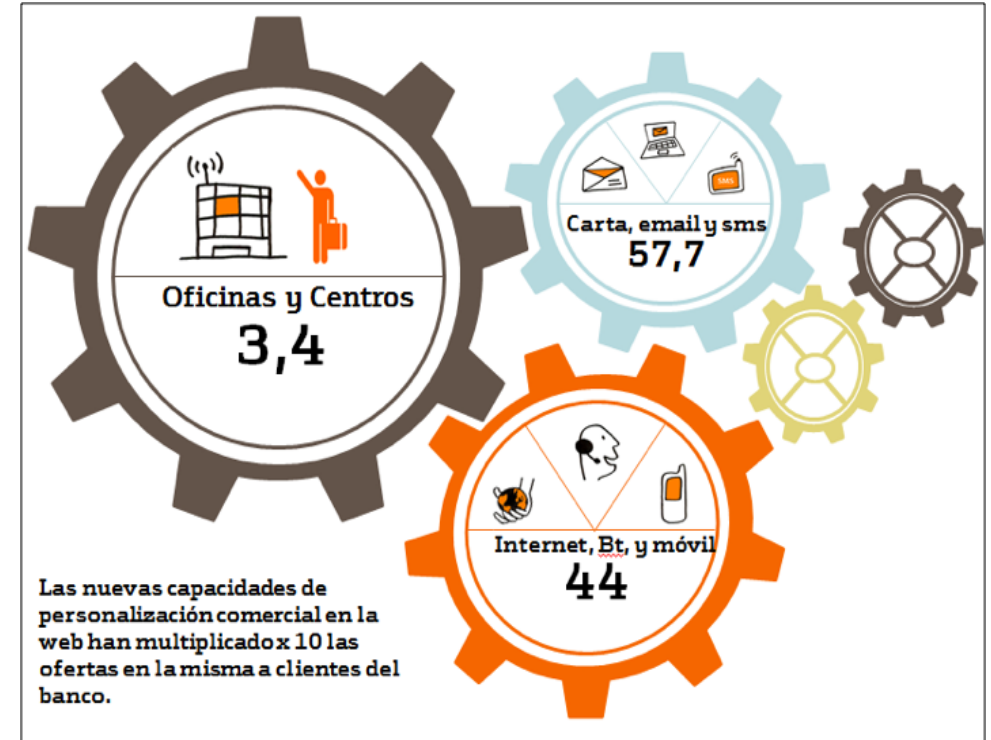 SMS
Carta, email y sms
57,7
Oficinas y Centros
3,4
Internet, Bt, y móvil
44
Las nuevas capacidades de
personalización comercial en la
web han multiplicado x 10 las
ofertas en la misma a clientes del
banco.